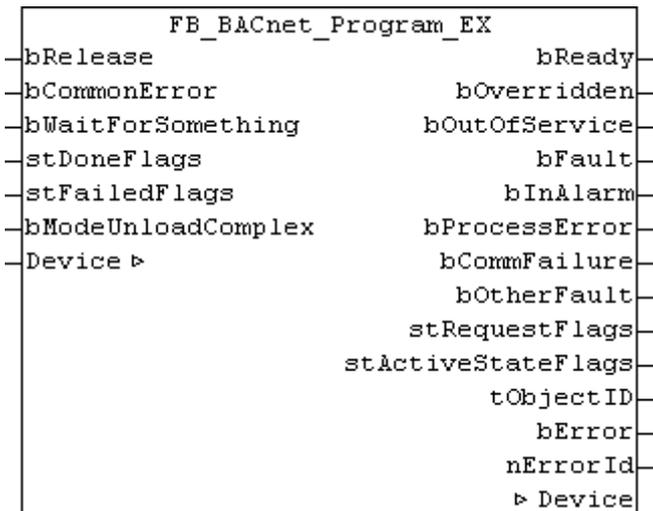 FB_BACnet_Program_EX
bRelease bReady
bCommonError bOverridden
bWaitForSomething bOutOfService
stDoneFlags bFault
stFailedFlags bInAlarm
bModeUnloadComplex bProcessError
Device ▷ bCommFailure
bOtherFault
stRequestFlags
stActiveStateFlags
tObjectID
bError
nErrorId
▷ Device